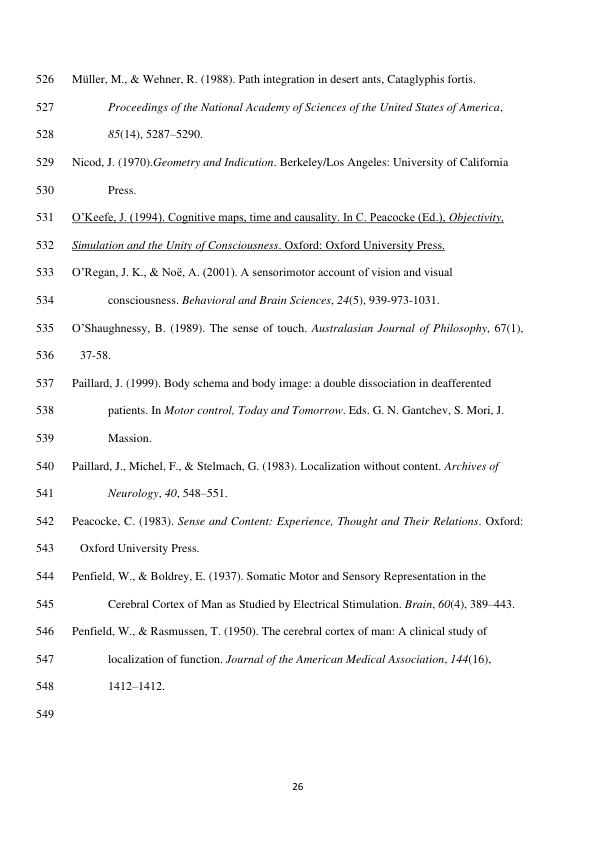 526 Müller, M., & Wehner, R. (1988). Path integration in desert ants, Cataglyphis fortis.
527 Proceedings of the National Academy of Sciences of the United States of America,
528 85(14), 5287–5290.
529 Nicod, J. (1970).Geometry and Indicution. Berkeley/Los Angeles: University of California
530 Press.
531 O’Keefe, J. (1994). Cognitive maps, time and causality. In C. Peacocke (Ed.), Objectivity,
532 Simulation and the Unity of Consciousness. Oxford: Oxford University Press.
533 O’Regan, J. K., & Noë, A. (2001). A sensorimotor account of vision and visual
534 consciousness. Behavioral and Brain Sciences, 24(5), 939-973-1031.
535 O’Shaughnessy, B. (1989). The sense of touch. Australasian Journal of Philosophy, 67(1),
536 37-58.
537 Paillard, J. (1999). Body schema and body image: a double dissociation in deafferented
538 patients. In Motor control, Today and Tomorrow. Eds. G. N. Gantchev, S. Mori, J.
539 Massion.
540 Paillard, J., Michel, F., & Stelmach, G. (1983). Localization without content. Archives of
541 Neurology, 40, 548–551.
542 Peacocke, C. (1983). Sense and Content: Experience, Thought and Their Relations. Oxford:
543 Oxford University Press.
544 Penfield, W., & Boldrey, E. (1937). Somatic Motor and Sensory Representation in the
545 Cerebral Cortex of Man as Studied by Electrical Stimulation. Brain, 60(4), 389–443.
546 Penfield, W., & Rasmussen, T. (1950). The cerebral cortex of man: A clinical study of
547 localization of function. Journal of the American Medical Association, 144(16),
548 1412–1412.
549
26